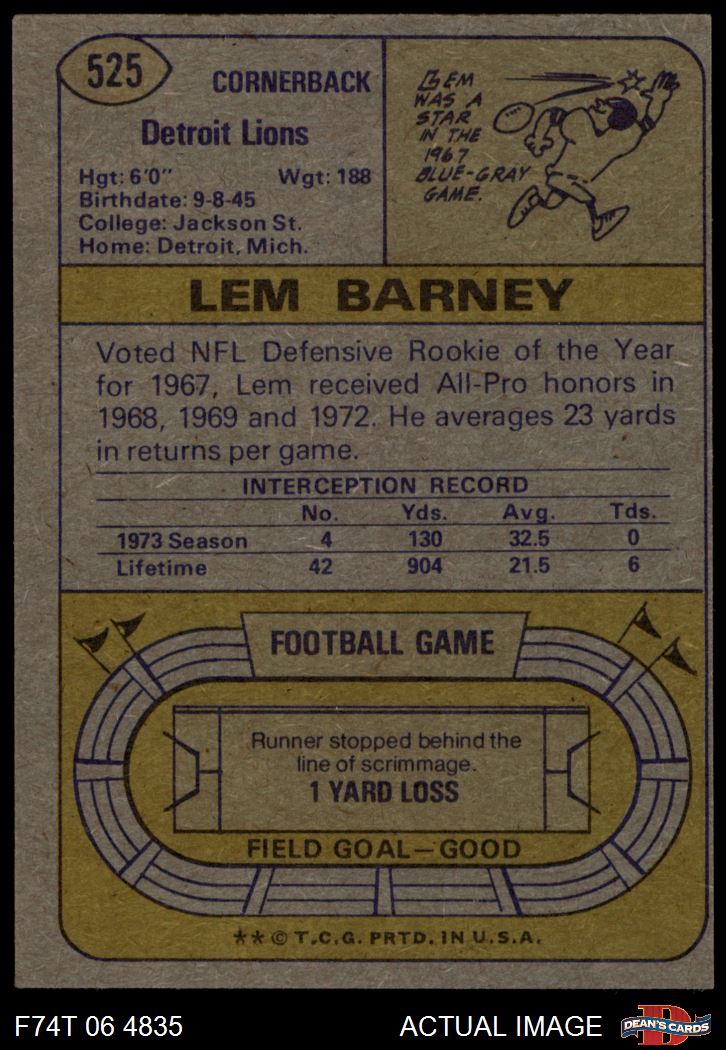 525
CORNERBACK
Detroit Lions
Hgt: 6'0" Wgt: 188
Birthdate: 9-8-45
College: Jackson St.
Home: Detroit, Mich.
LEM
WAS A
STAR
IN THE
1967
BLUE-GRAY
GAME.
LEM BARNEY
Voted NFL Defensive Rookie of the Year
for 1967, Lem received All-Pro honors in
1968, 1969 and 1972. He averages 23 yards
in returns per game.
INTERCEPTION RECORD
No. Yds. Avg. Tds.
1973 Season 4 130 32.5 0
Lifetime 42 904 21.5 6
FOOTBALL GAME
Runner stopped behind the
line of scrimmage.
1 YARD LOSS
FIELD GOAL—GOOD
** © T.C.G. PRTD. IN U.S.A.
F74T 06 4835 ACTUAL IMAGE
D
DEAN'S CARDS